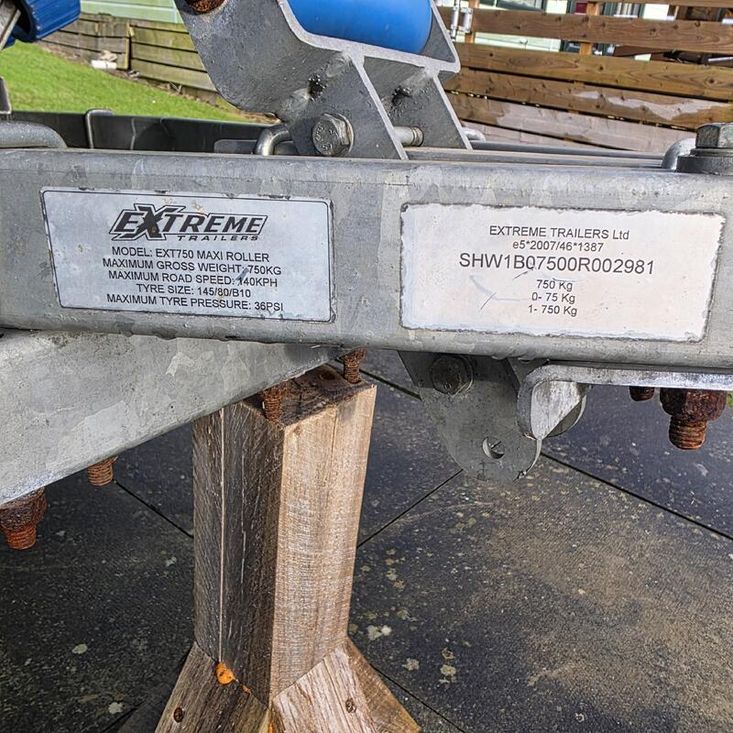 EXTREME
TRAILERS
MODEL: EXT750 MAXI ROLLER
MAXIMUM GROSS WEIGHT: 750KG
MAXIMUM ROAD SPEED: 140KPH
TYRE SIZE: 145/80/B10
MAXIMUM TYRE PRESSURE: 36PSI
EXTREME TRAILERS Ltd
e5*2007/46*1387
SHW1B07500R002981
750 Kg
0- 75 Kg
1- 750 Kg